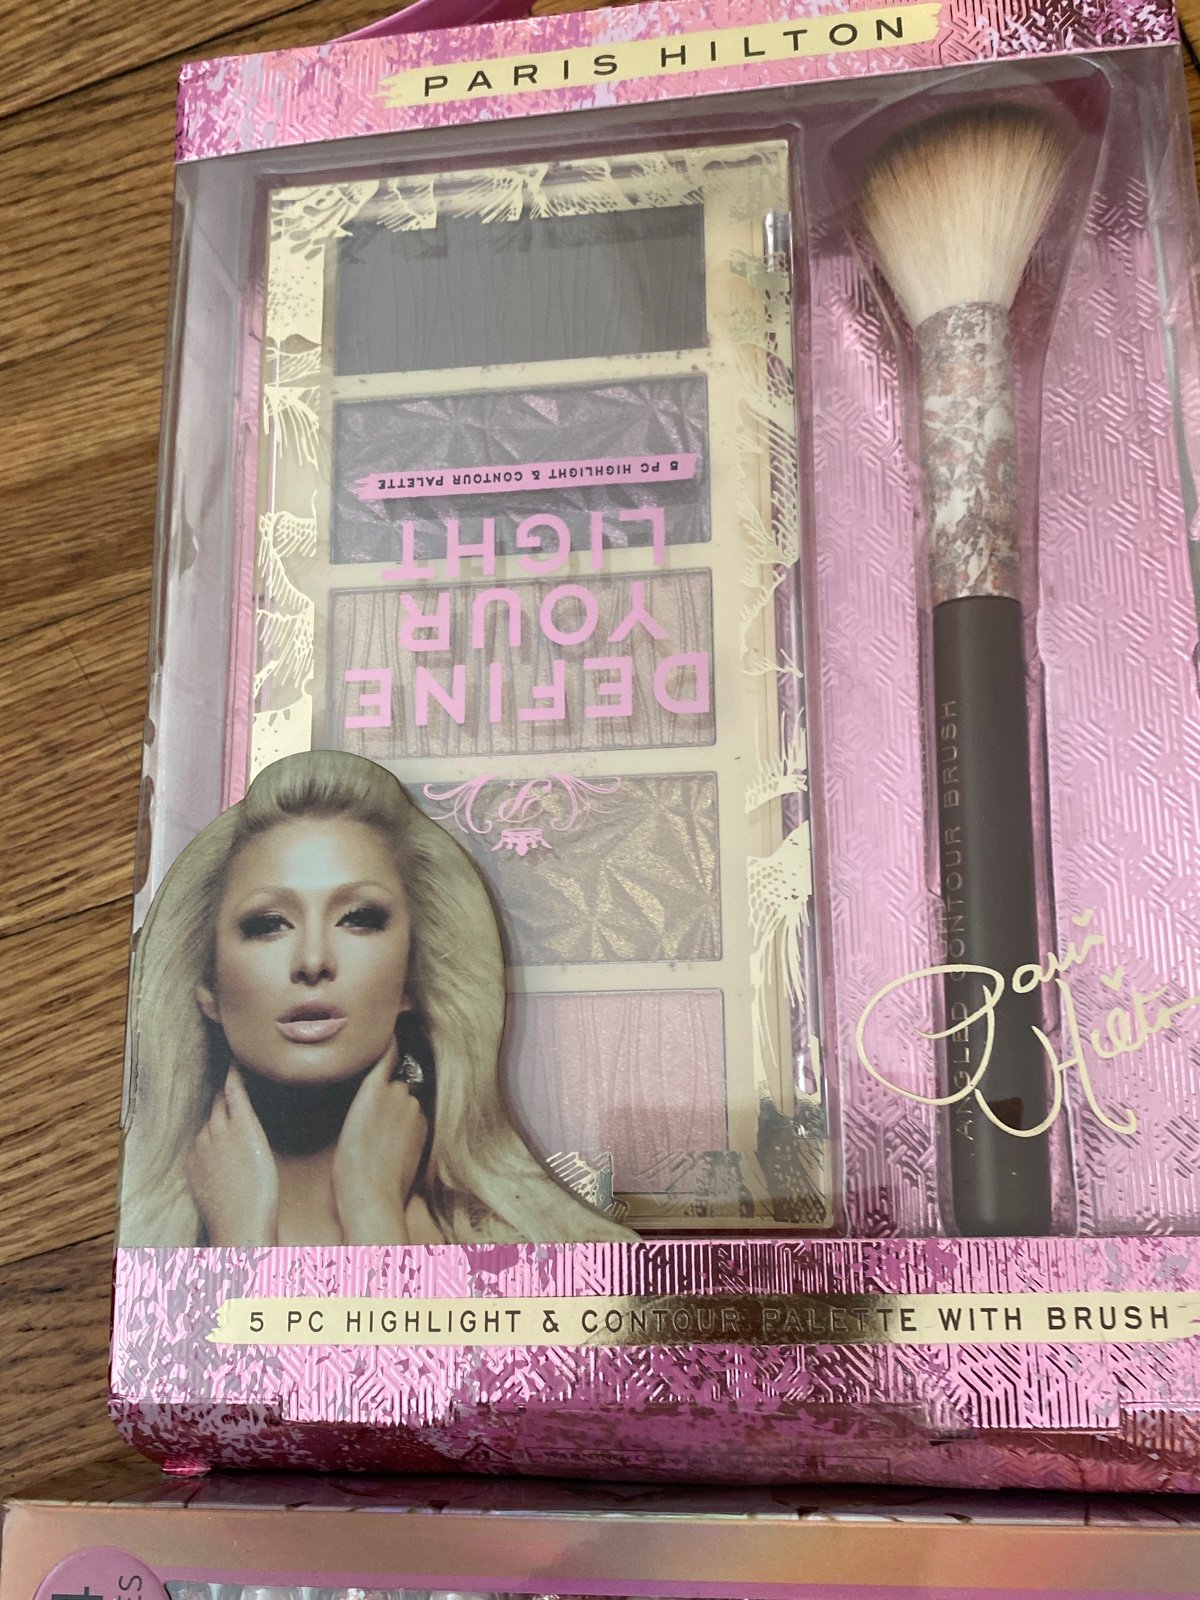 PARIS HILTON
5 PC HIGHLIGHT & CONTOUR PALETTE
DEFINE
YOUR
LIGHT
ANGLED CONTOUR BRUSH
Paris
Hilton
5 PC HIGHLIGHT & CONTOUR PALETTE WITH BRUSH